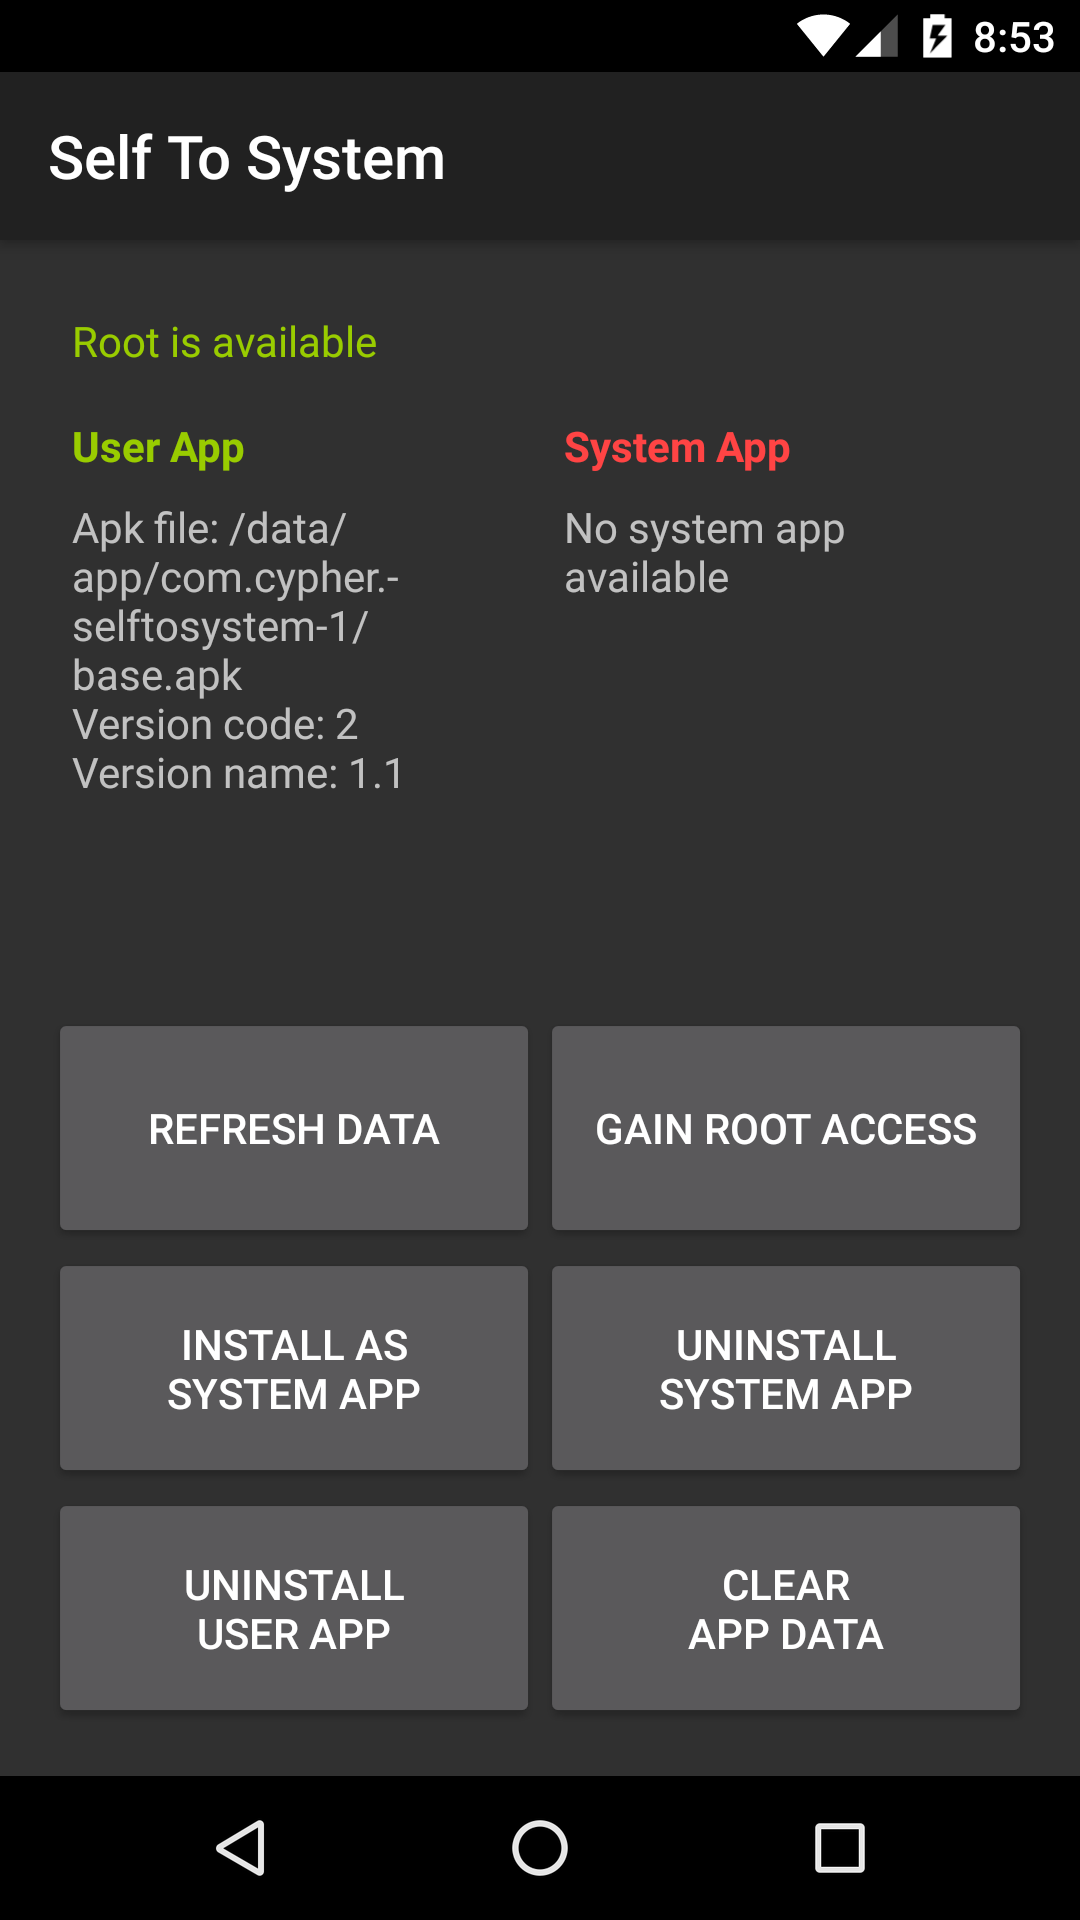 8:53
Self To System
Root is available
User App
Apk file: /data/
app/com.cypher.-
selftosystem-1/
base.apk
Version code: 2
Version name: 1.1
System App
No system app
available
REFRESH DATA
GAIN ROOT ACCESS
INSTALL AS
SYSTEM APP
UNINSTALL
SYSTEM APP
UNINSTALL
USER APP
CLEAR
APP DATA